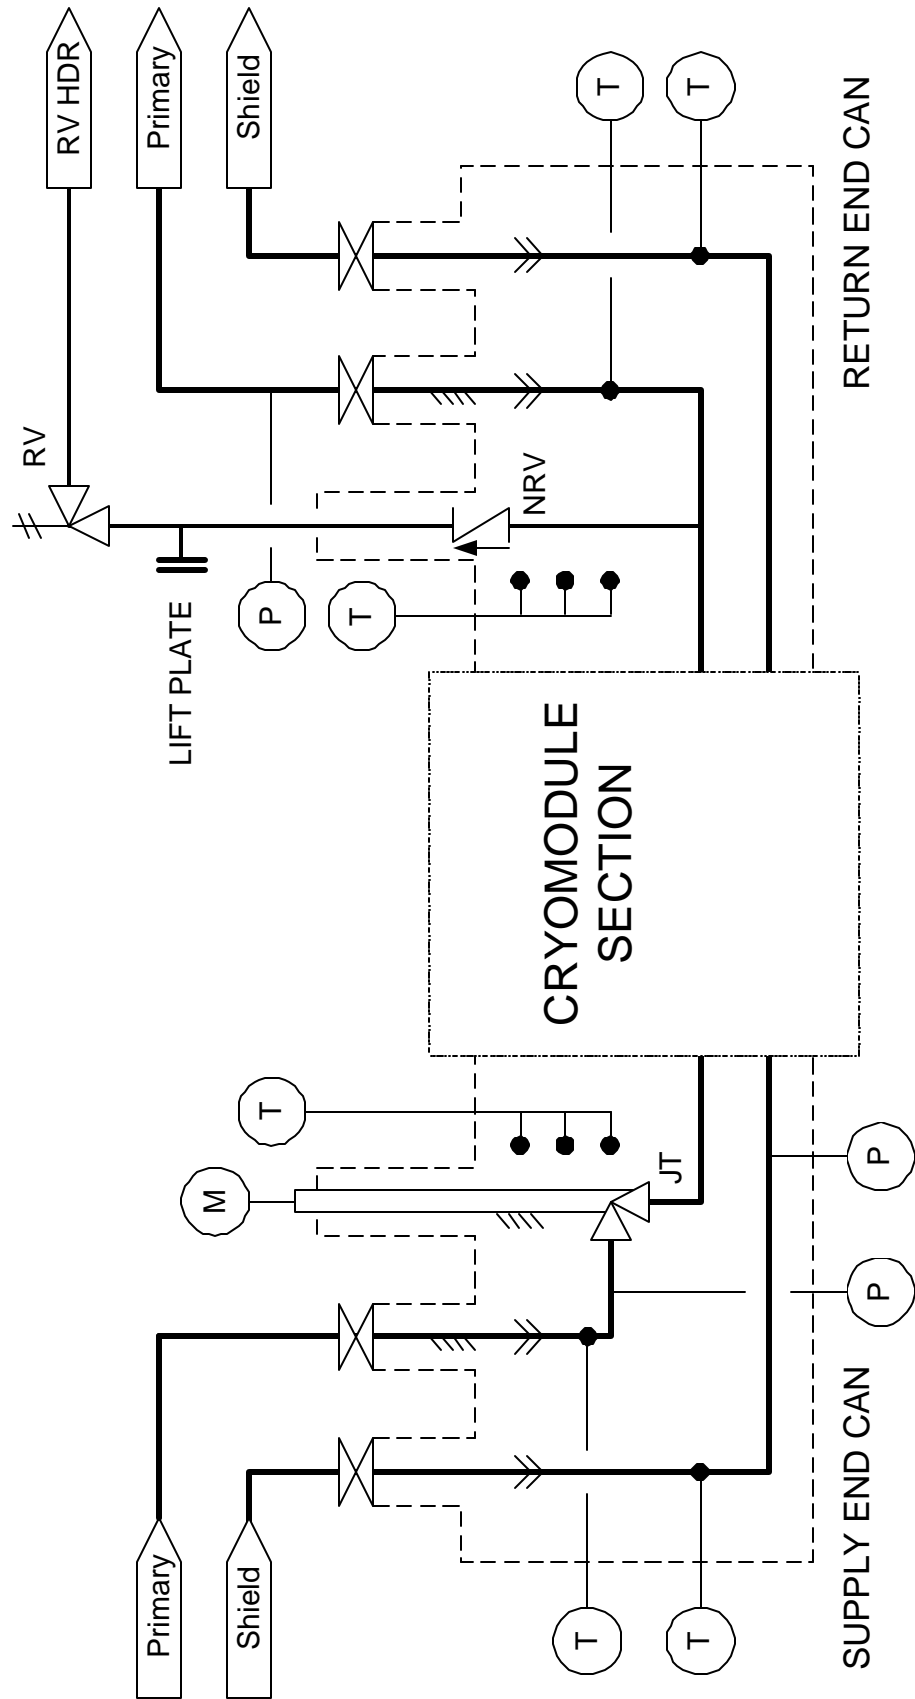 RV
RV HDR
Primary
Primary
LIFT PLATE
M
Shield
Shield
T
P
T
NRV
CRYOMODULE
SECTION
T
T
JT
T
T
P
P
SUPPLY END CAN
RETURN END CAN